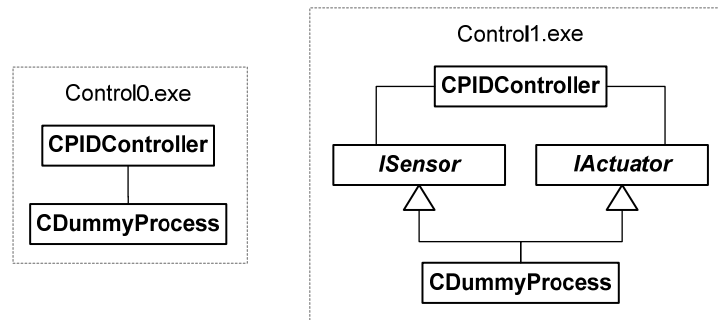 Control0.exe
CPIDController
CDummyProcess
Control1.exe
CPIDController
ISensor
IActuator
CDummyProcess